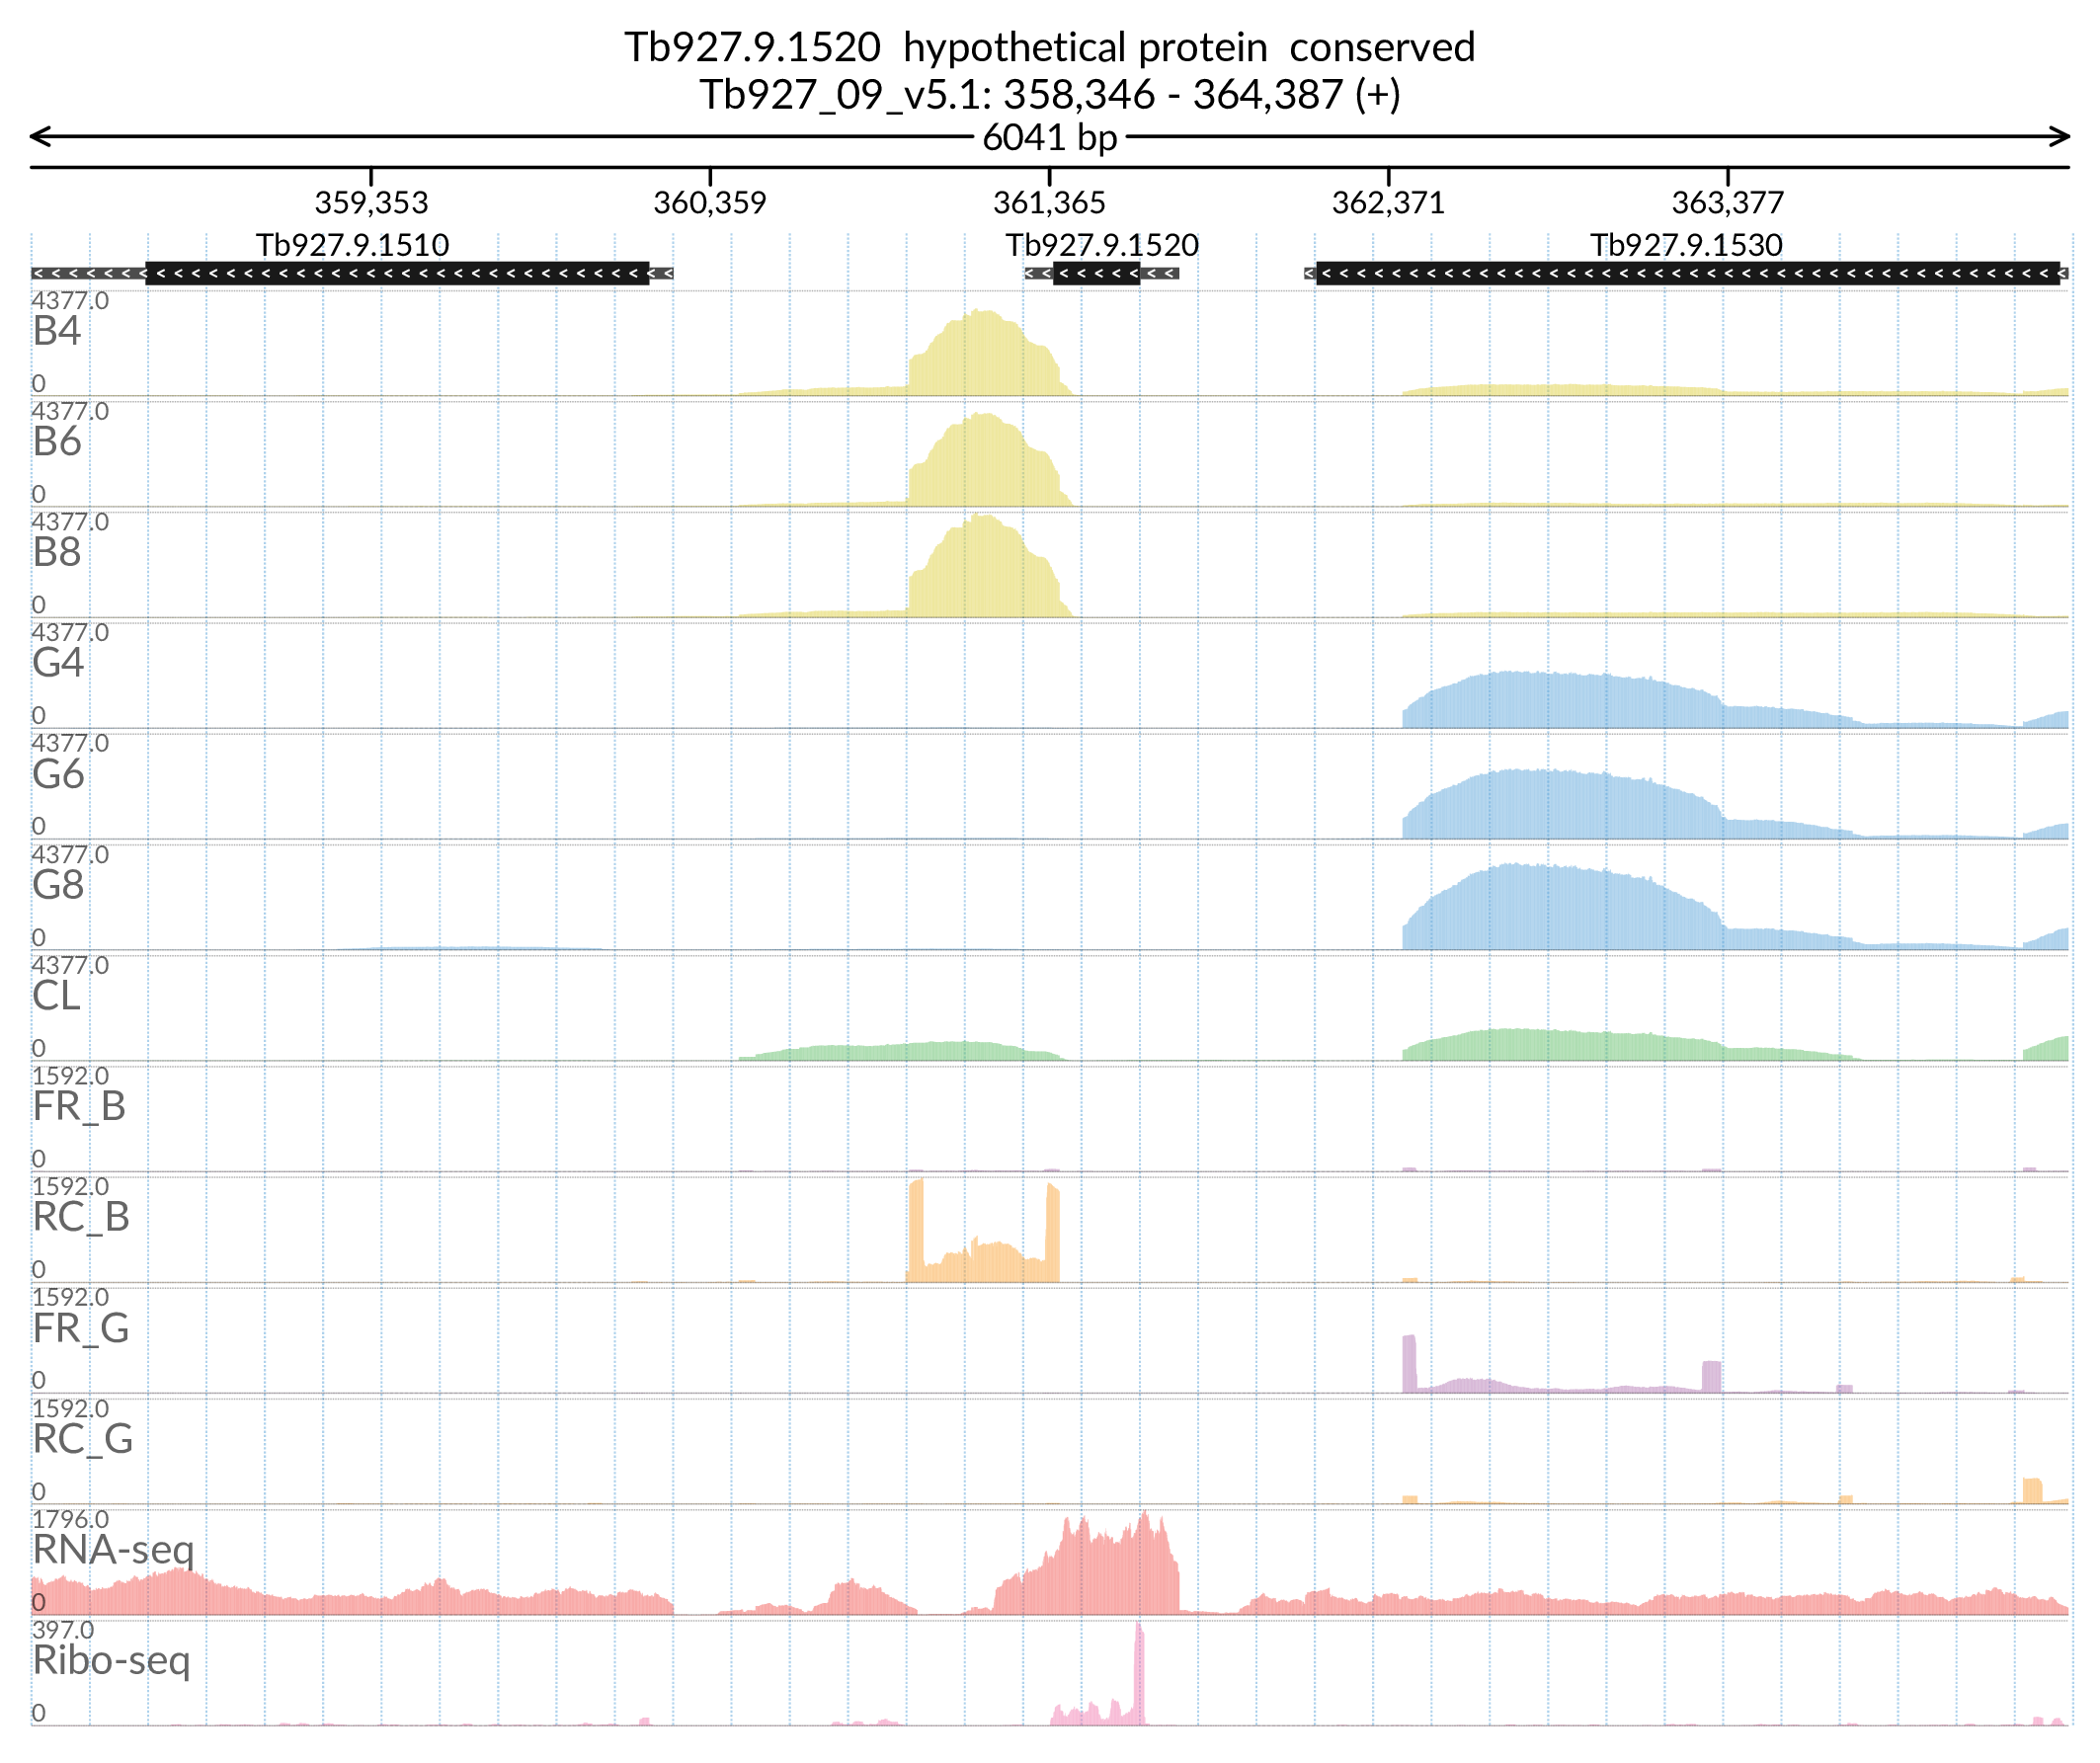 Tb927.9.1520  hypothetical protein  conserved
Tb927_09_v5.1: 358,346 - 364,387 (+)
6041 bp
359,353 360,359 361,365 362,371 363,377
Tb927.9.1510 Tb927.9.1520 Tb927.9.1530
4377.0
B4
0
4377.0
B6
0
4377.0
B8
0
4377.0
G4
0
4377.0
G6
0
4377.0
G8
0
4377.0
CL
0
1592.0
FR_B
0
1592.0
RC_B
0
1592.0
FR_G
0
1592.0
RC_G
0
1796.0
RNA-seq
0
397.0
Ribo-seq
0